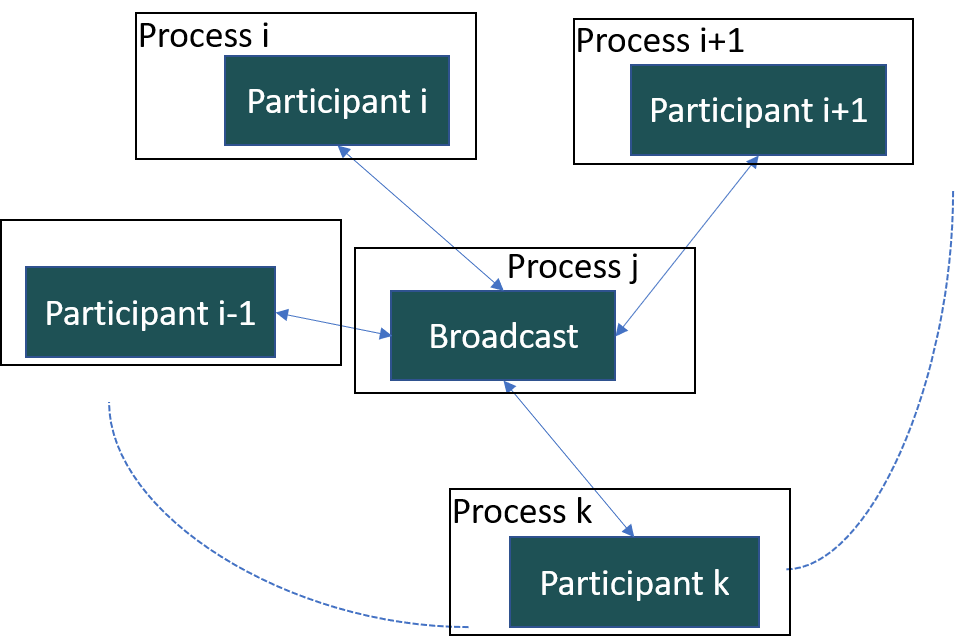 Process i
Participant i
Process i+1
Participant i+1
Participant i-1
Process j
Broadcast
Process k
Participant k